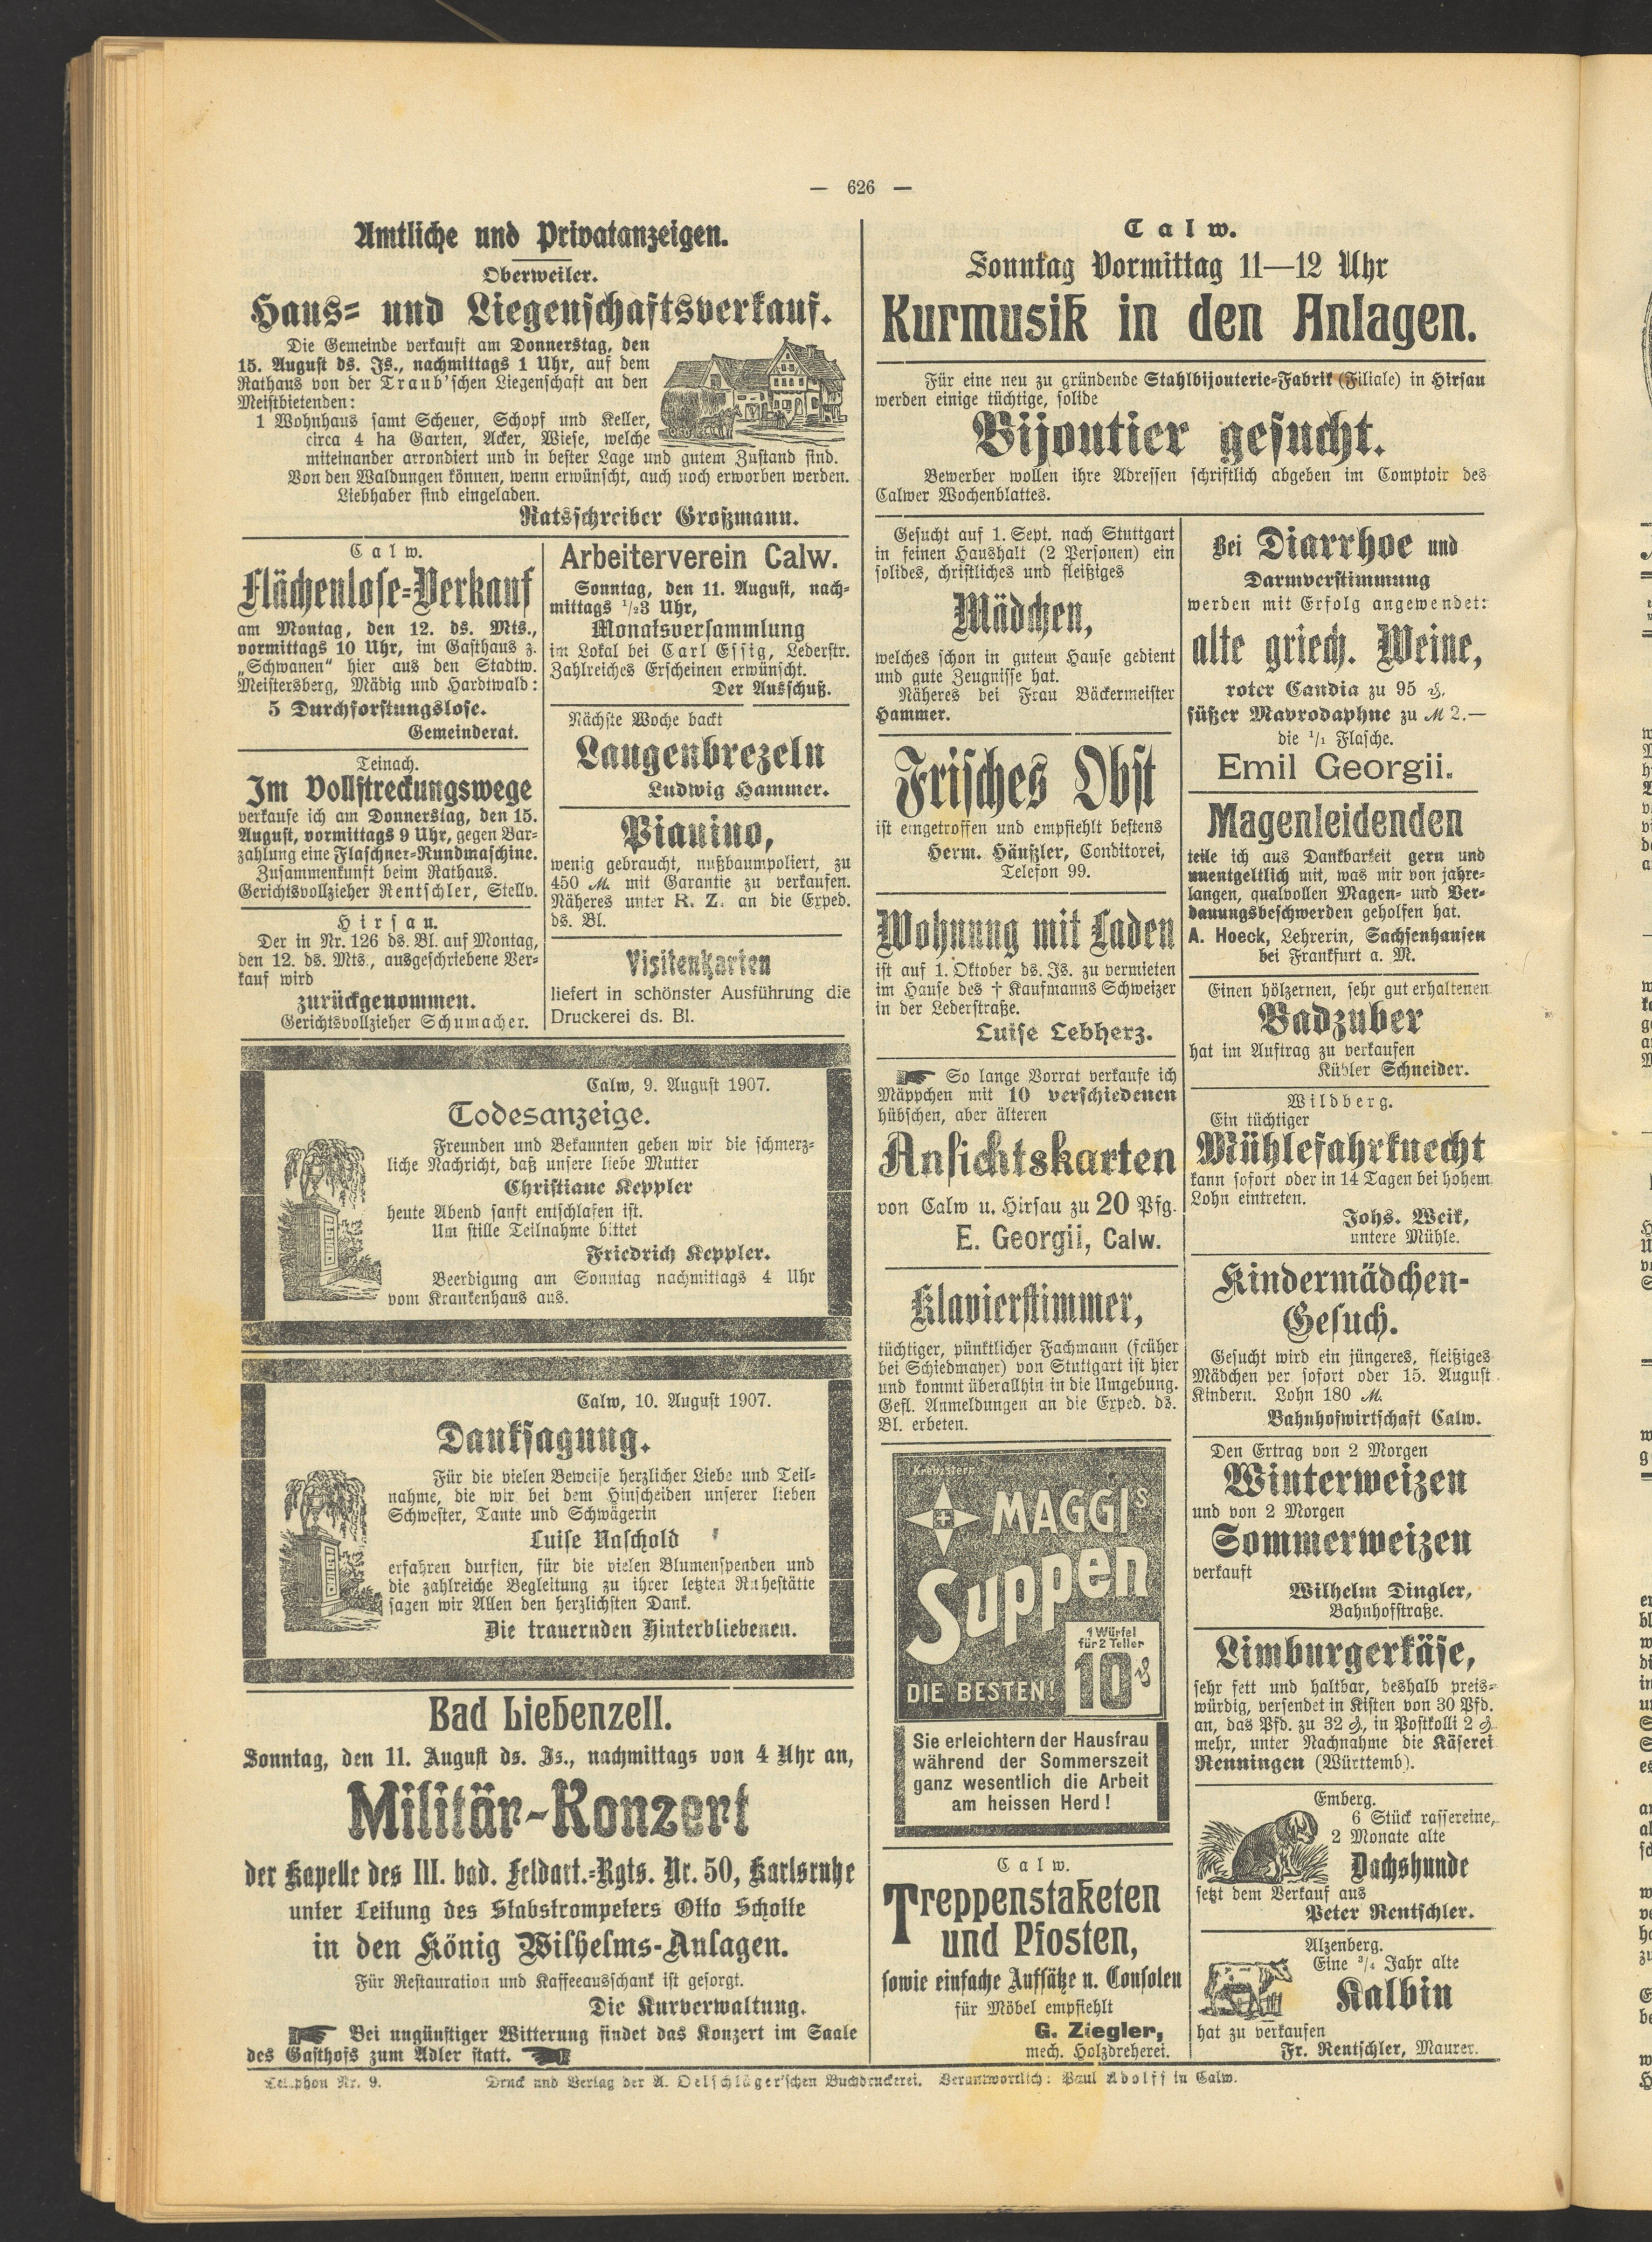 — 626 —
Amtliche und Privatanzeigen.
Oberweiler.
Haus- und Liegenschaftsverkauf.
Die Gemeinde verkauft am Donnerstag, den
15. August ds. Js., nachmittags 1 Uhr, auf dem
Rathaus von der Traub'schen Liegenschaft an den
Meistbietenden:
1 Wohnhaus samt Scheuer, Schopf und Keller,
circa 4 ha Garten, Acker, Wiese, welche
miteinander arrondiert und in bester Lage und gutem Zustand sind.
Von den Waldungen können, wenn erwünscht, auch noch erworben werden.
Liebhaber sind eingeladen.
Ratsschreiber Großmann.
Calw.
Flächenlose-Verkauf
am Montag, den 12. ds. Mts.,
vormittags 10 Uhr, im Gasthaus z.
„Schwanen“ hier aus den Stadtw.
Meistersberg, Mädig und Hardtwald:
5 Durchforstungslose.
Gemeinderat.
Teinach.
Im Vollstreckungswege
verkaufe ich am Donnerstag, den 15.
August, vormittags 9 Uhr, gegen Bar-
zahlung eine Flaschner-Rundmaschine.
Zusammenkunft beim Rathaus.
Gerichtsvollzieher Rentschler, Stellv.
Hirsau.
Der in Nr. 126 ds. Bl. auf Montag,
den 12. ds. Mts., ausgeschriebene Ver-
kauf wird
zurückgenommen.
Gerichtsvollzieher Schumacher.
Arbeiterverein Calw.
Sonntag, den 11. August, nach-
mittags 1/23 Uhr,
Monatsversammlung
im Lokal bei Carl Essig, Lederstr.
Zahlreiches Erscheinen erwünscht.
Der Ausschuß.
Nächste Woche backt
Laugenbrezeln
Ludwig Hammer.
Pianino,
wenig gebraucht, nußbaumpoliert, zu
450 M. mit Garantie zu verkaufen.
Näheres unter R. Z. an die Exped.
ds. Bl.
Visitenkarten
liefert in schönster Ausführung die
Druckerei ds. Bl.
Calw, 9. August 1907.
Todesanzeige.
Freunden und Bekannten geben wir die schmerz-
liche Nachricht, daß unsere liebe Mutter
Christiane Keppler
heute Abend sanft entschlafen ist.
Um stille Teilnahme bittet
Friedrich Keppler.
Beerdigung am Sonntag nachmittags 4 Uhr
vom Krankenhaus aus.
Calw, 10. August 1907.
Danksagung.
Für die vielen Beweise herzlicher Liebe und Teil-
nahme, die wir bei dem Hinscheiden unserer lieben
Schwester, Tante und Schwägerin
Luise Naschold
erfahren durften, für die vielen Blumenspenden und
die zahlreiche Begleitung zu ihrer letzten Ruhestätte
sagen wir Allen den herzlichsten Dank.
Die trauernden Hinterbliebenen.
Bad Liebenzell.
Sonntag, den 11. August ds. Js., nachmittags von 4 Uhr an,
Militär-Konzert
der Kapelle des III. bad. Feldart.-Rgts. Nr. 50, Karlsruhe
unter Leitung des Stabstrompeters Otto Scholte
in den König Wilhelms-Anlagen.
Für Restauration und Kaffeeausschank ist gesorgt.
Die Kurverwaltung.
Bei ungünstiger Witterung findet das Konzert im Saale
des Gasthofs zum Adler statt.
Calw.
Sonntag Vormittag 11—12 Uhr
Kurmusik in den Anlagen.
Für eine neu zu gründende Stahlbijouterie-Fabrik (Filiale) in Hirsau
werden einige tüchtige, solide
Bijoutier gesucht.
Bewerber wollen ihre Adressen schriftlich abgeben im Comptoir des
Calwer Wochenblattes.
Gesucht auf 1. Sept. nach Stuttgart
in feinen Haushalt (2 Personen) ein
solides, christliches und fleißiges
Mädchen,
welches schon in gutem Hause gedient
und gute Zeugnisse hat.
Näheres bei Frau Bäckermeister
Hammer.
Frisches Obst
ist eingetroffen und empfiehlt bestens
Herm. Häußler, Conditorei,
Telefon 99.
Wohnung mit Laden
ist auf 1. Oktober ds. Js. zu vermieten
im Hause des † Kaufmanns Schweizer
in der Lederstraße.
Luise Lebherz.
So lange Vorrat verkaufe ich
Mäppchen mit 10 verschiedenen
hübschen, aber älteren
Ansichtskarten
von Calw u. Hirsau zu 20 Pfg.
E. Georgii, Calw.
Klavierstimmer,
tüchtiger, pünktlicher Fachmann (früher
bei Schiedmayer) von Stuttgart ist hier
und kommt überallhin in die Umgebung.
Gefl. Anmeldungen an die Exped. ds.
Bl. erbeten.
Kreuzstern
MAGGIs
Suppen
1 Würfel
für 2 Teller
10 ₰
DIE BESTEN!
Sie erleichtern der Hausfrau
während der Sommerszeit
ganz wesentlich die Arbeit
am heissen Herd!
Calw.
Treppenstaketen
und Pfosten,
sowie einfache Aufsätze u. Consolen
für Möbel empfiehlt
G. Ziegler,
mech. Holzdreherei.
Bei Diarrhoe und
Darmverstimmung
werden mit Erfolg angewendet:
alte griech. Weine,
roter Candia zu 95 ₰,
süßer Mavrodaphne zu M 2.—
die 1/1 Flasche.
Emil Georgii.
Magenleidenden
teile ich aus Dankbarkeit gern und
unentgeltlich mit, was mir von jahre-
langen, qualvollen Magen- und Ver-
dauungsbeschwerden geholfen hat.
A. Hoeck, Lehrerin, Sachsenhausen
bei Frankfurt a. M.
Einen hölzernen, sehr gut erhaltenen
Badzuber
hat im Auftrag zu verkaufen
Kübler Schneider.
Wildberg.
Ein tüchtiger
Mühlefahrknecht
kann sofort oder in 14 Tagen bei hohem
Lohn eintreten.
Johs. Weik,
untere Mühle.
Kindermädchen-
Gesuch.
Gesucht wird ein jüngeres, fleißiges
Mädchen per sofort oder 15. August
Kindern. Lohn 180 M.
Bahnhofwirtschaft Calw.
Den Ertrag von 2 Morgen
Winterweizen
und von 2 Morgen
Sommerweizen
verkauft
Wilhelm Dingler,
Bahnhofstraße.
Limburgerkäse,
sehr fett und haltbar, deshalb preis-
würdig, versendet in Kisten von 30 Pfd.
an, das Pfd. zu 32 ₰, in Postkolli 2 ₰
mehr, unter Nachnahme die Käserei
Renningen (Württemb).
Emberg.
6 Stück rassereine,
2 Monate alte
Dachshunde
setzt dem Verkauf aus
Peter Rentschler.
Alzenberg.
Eine 3/4 Jahr alte
Kalbin
hat zu verkaufen
Fr. Rentschler, Maurer.
Telephon Nr. 9.
Druck und Verlag der A. Oelschläger'schen Buchdruckerei. Verantwortlich: Paul Adolff in Calw.